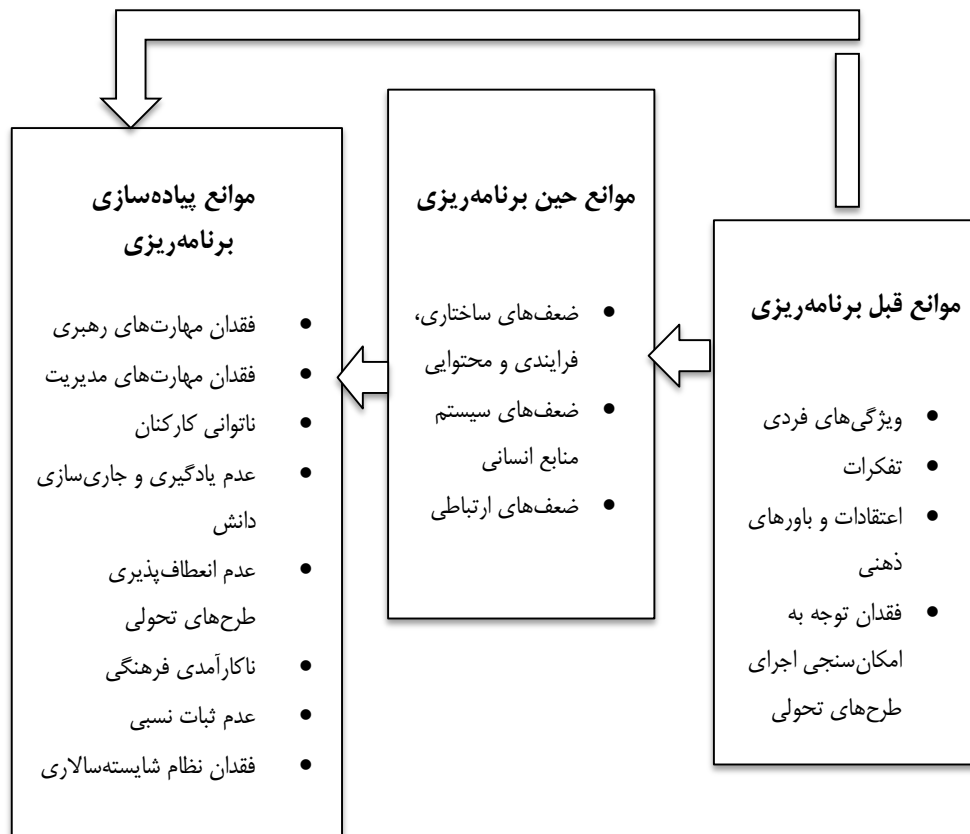 موانع قبل برنامه‌ریزی
● ویژگی‌های فردی
● تفکرات
● اعتقادات و باورهای
ذهنی
● فقدان توجه به
امکان‌سنجی اجرای
طرح‌های تحولی
موانع حین برنامه‌ریزی
● ضعف‌های ساختاری،
فرایندی و محتوایی
● ضعف‌های سیستم
منابع انسانی
● ضعف‌های ارتباطی
موانع پیاده‌سازی
برنامه‌ریزی
● فقدان مهارت‌های رهبری
● فقدان مهارت‌های مدیریت
● ناتوانی کارکنان
● عدم یادگیری و جاری‌سازی
دانش
● عدم انعطاف‌پذیری
طرح‌های تحولی
● ناکارآمدی فرهنگی
● عدم ثبات نسبی
● فقدان نظام شایسته‌سالاری